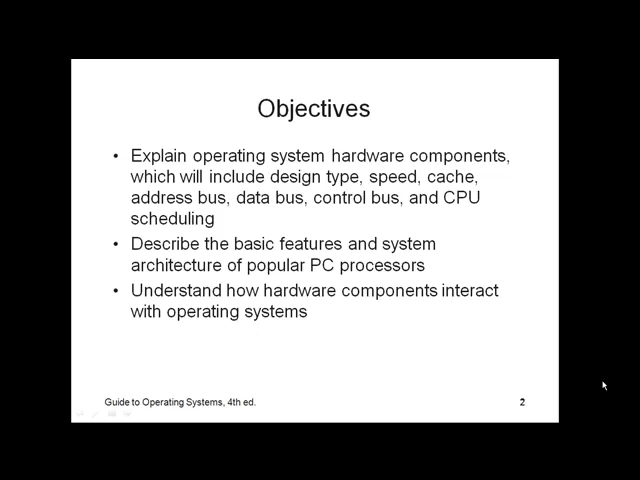 Objectives
• Explain operating system hardware components,
which will include design type, speed, cache,
address bus, data bus, control bus, and CPU
scheduling
• Describe the basic features and system
architecture of popular PC processors
• Understand how hardware components interact
with operating systems
Guide to Operating Systems, 4th ed.
2